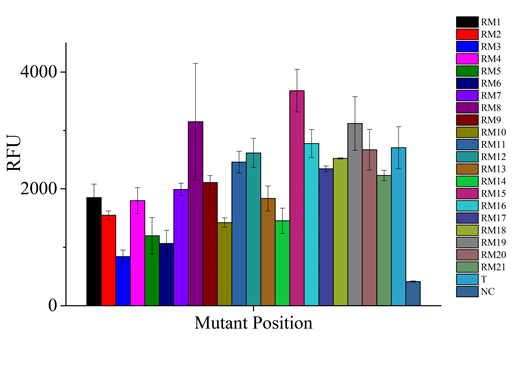 4000
2000
0
RFU
Mutant Position
RM1
RM2
RM3
RM4
RM5
RM6
RM7
RM8
RM9
RM10
RM11
RM12
RM13
RM14
RM15
RM16
RM17
RM18
RM19
RM20
RM21
T
NC